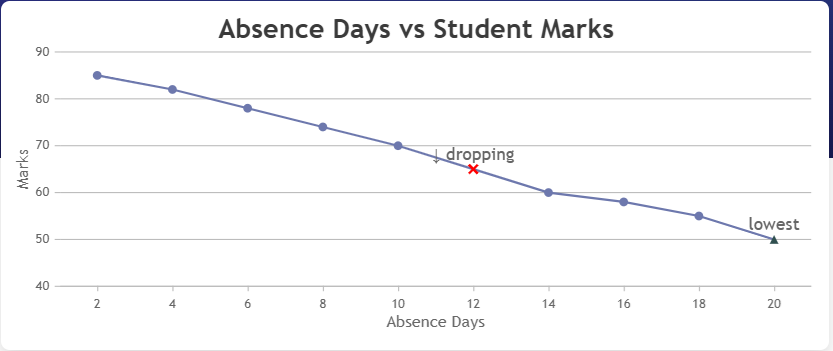 Absence Days vs Student Marks
90
80
70
60
50
40
Marks
↓ dropping
lowest
2 4 6 8 10 12 14 16 18 20
Absence Days